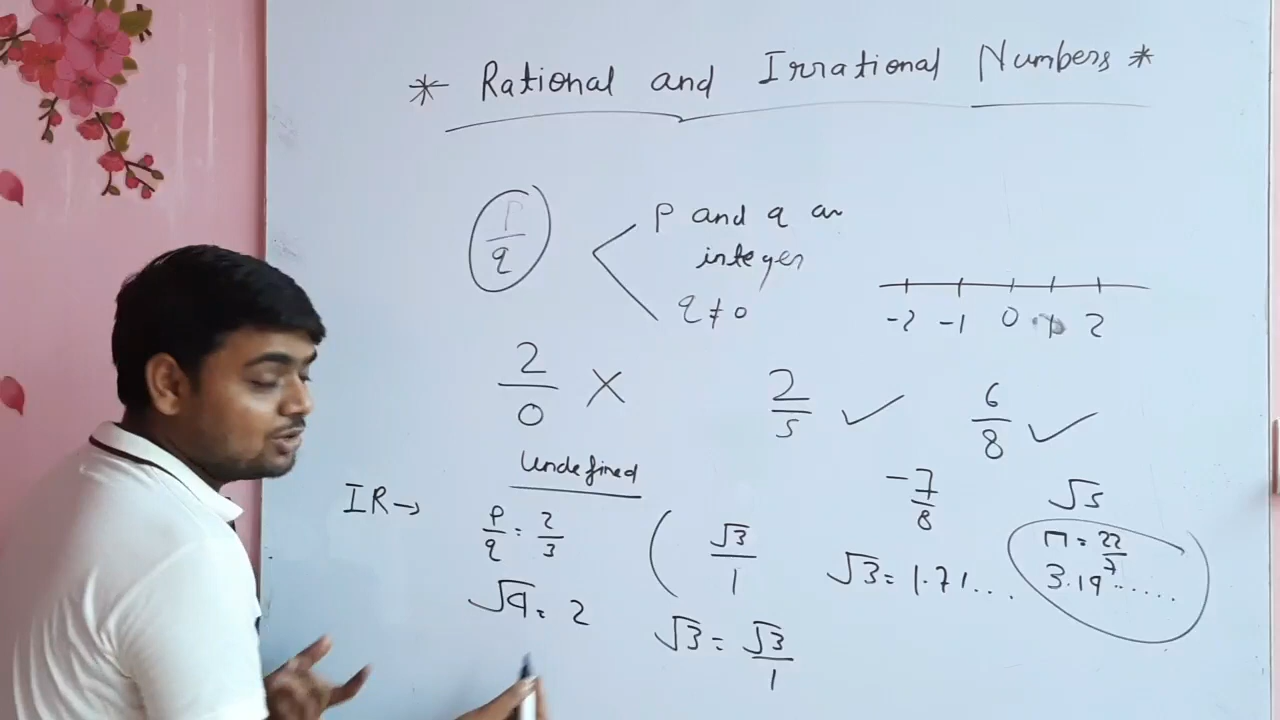 * Rational and Irrational Numbers *
p/q
P and q are
integers
q ≠ 0
-2 -1 0 1 2
2/0 ×
2/5 ✓
6/8 ✓
undefined
-7/8
√5
IR →
P/q = 2/3
( √3/1
√3 = 1.71...
π = 22/7
3.14......
√4 = 2
√3 = √3/1